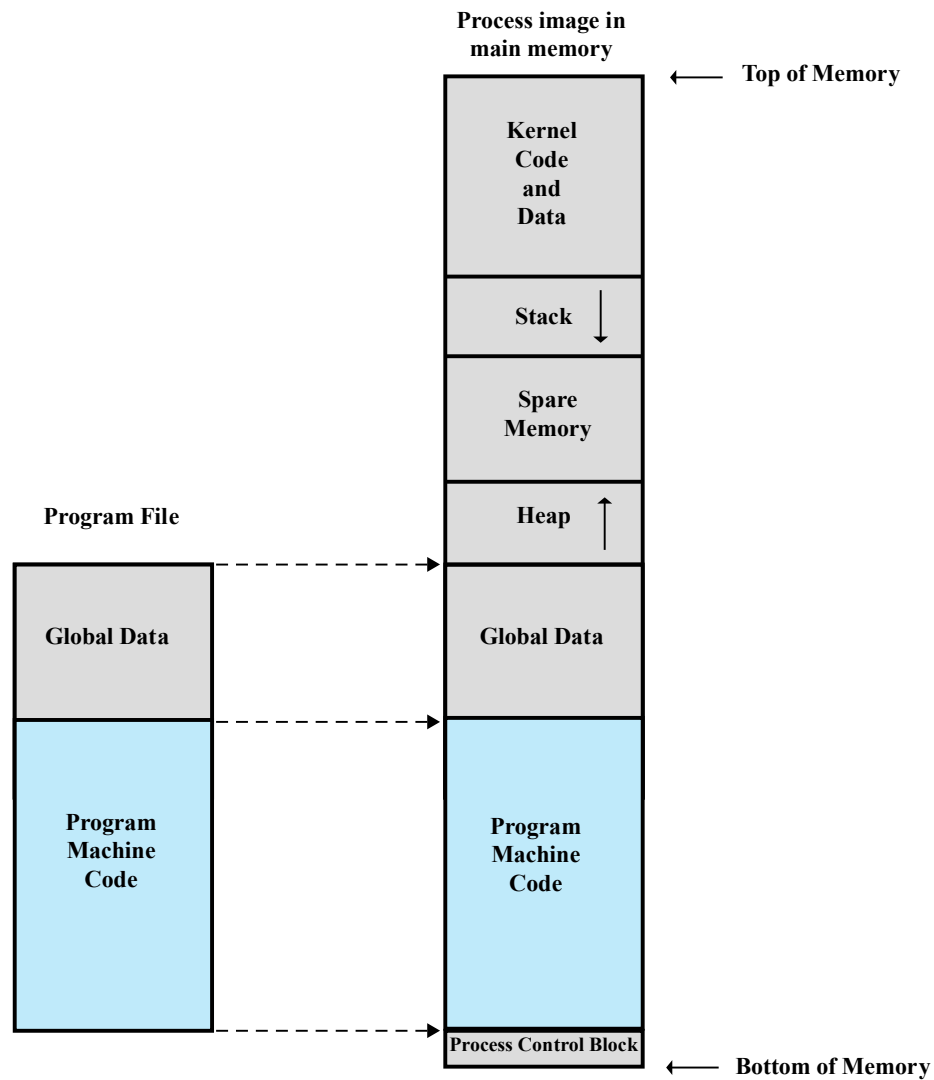 Process image in
main memory
Top of Memory
Kernel
Code
and
Data
Stack
Spare
Memory
Heap
Program File
Global Data
Global Data
Program
Machine
Code
Program
Machine
Code
Process Control Block
Bottom of Memory